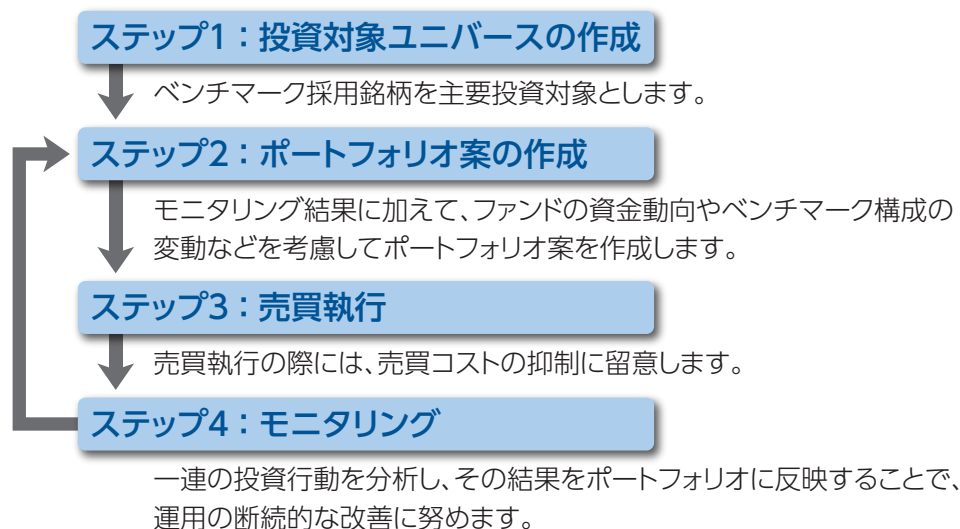 ステップ1：投資対象ユニバースの作成
ベンチマーク採用銘柄を主要投資対象とします。
ステップ2：ポートフォリオ案の作成
モニタリング結果に加えて、ファンドの資金動向やベンチマーク構成の
変動などを考慮してポートフォリオ案を作成します。
ステップ3：売買執行
売買執行の際には、売買コストの抑制に留意します。
ステップ4：モニタリング
一連の投資行動を分析し、その結果をポートフォリオに反映することで、
運用の断続的な改善に努めます。